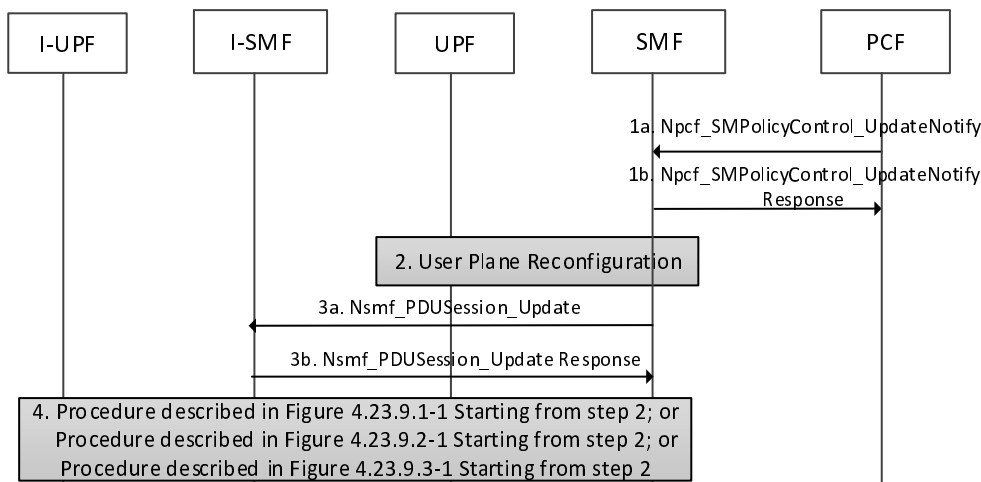 I-UPF
I-SMF
UPF
SMF
PCF
1a. Npcf_SMPolicyControl_UpdateNotify
1b. Npcf_SMPolicyControl_UpdateNotify
Response
2. User Plane Reconfiguration
3a. Nsmf_PDUSession_Update
3b. Nsmf_PDUSession_Update Response
4. Procedure described in Figure 4.23.9.1-1 Starting from step 2; or
Procedure described in Figure 4.23.9.2-1 Starting from step 2; or
Procedure described in Figure 4.23.9.3-1 Starting from step 2